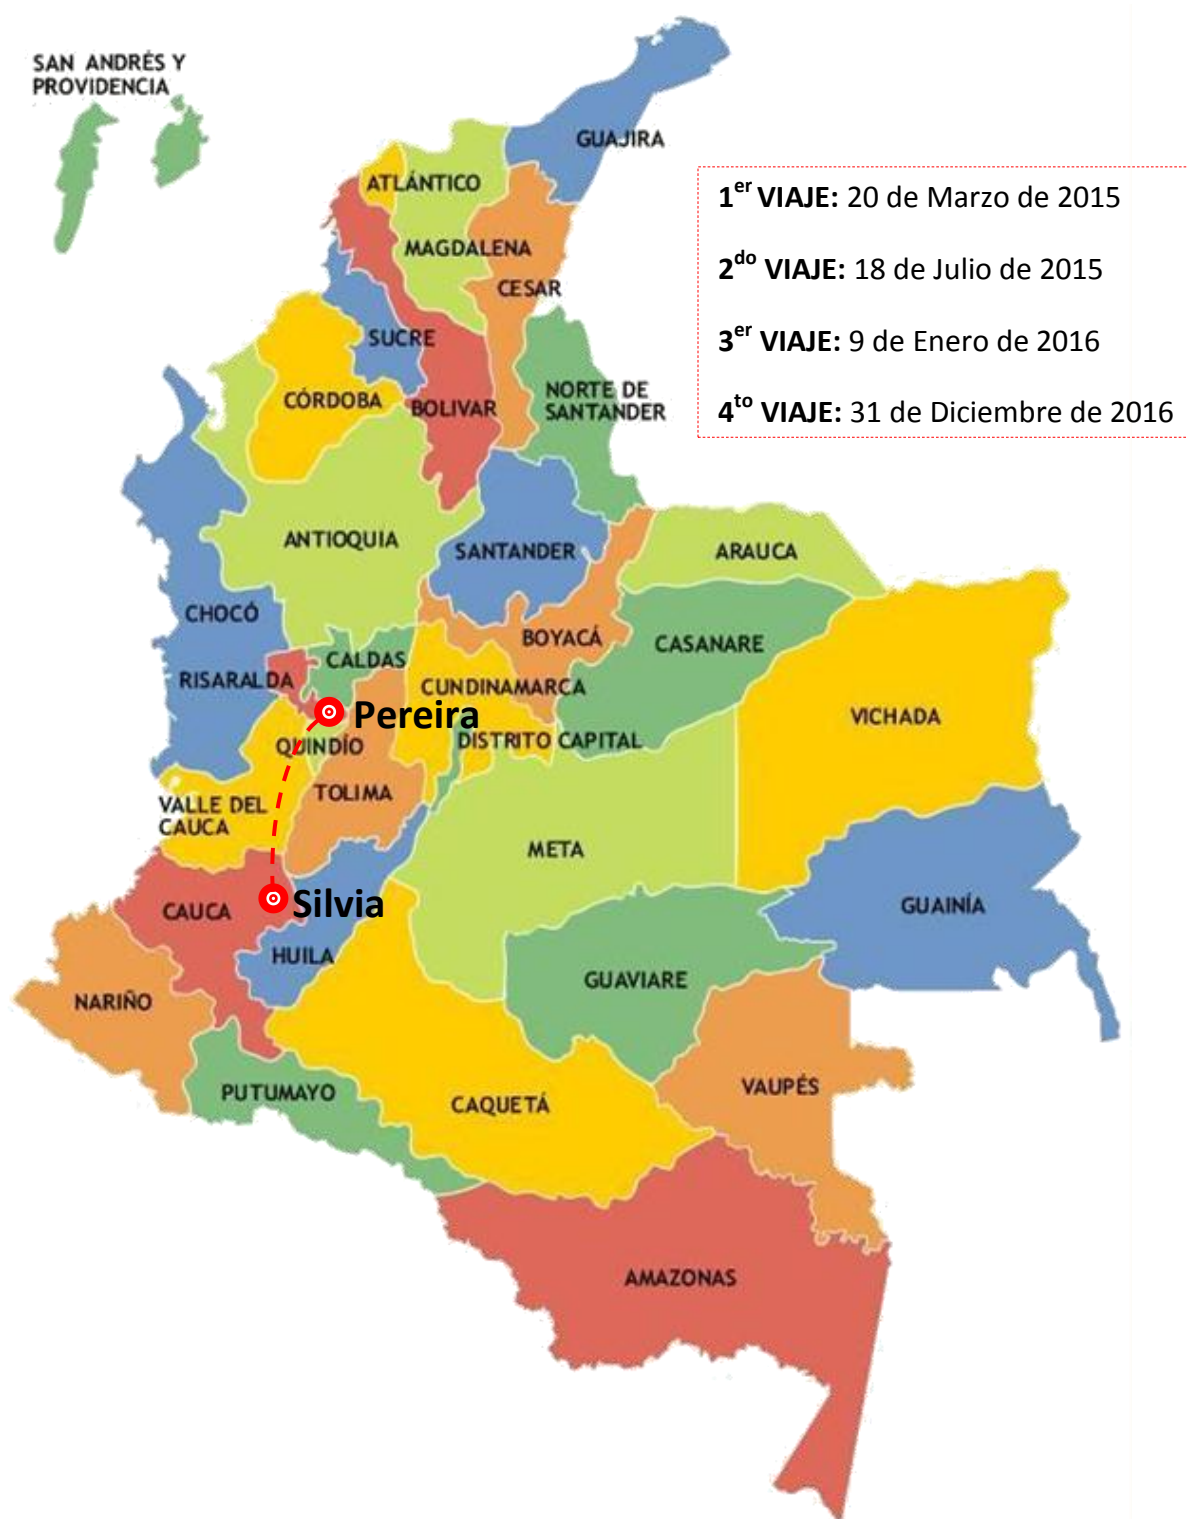 SAN ANDRÉS Y
PROVIDENCIA
GUAJIRA
ATLÁNTICO
MAGDALENA
CESAR
SUCRE
CÓRDOBA
BOLIVAR
NORTE DE
SANTANDER
1er VIAJE: 20 de Marzo de 2015
2do VIAJE: 18 de Julio de 2015
3er VIAJE: 9 de Enero de 2016
4to VIAJE: 31 de Diciembre de 2016
ANTIOQUIA
SANTANDER
ARAUCA
CHOCÓ
BOYACÁ
CASANARE
RISARALDA
CALDAS
CUNDINAMARCA
VICHADA
Pereira
QUINDÍO
DISTRITO CAPITAL
TOLIMA
VALLE DEL
CAUCA
META
CAUCA
Silvia
GUAINÍA
HUILA
GUAVIARE
NARIÑO
PUTUMAYO
CAQUETÁ
VAUPÉS
AMAZONAS